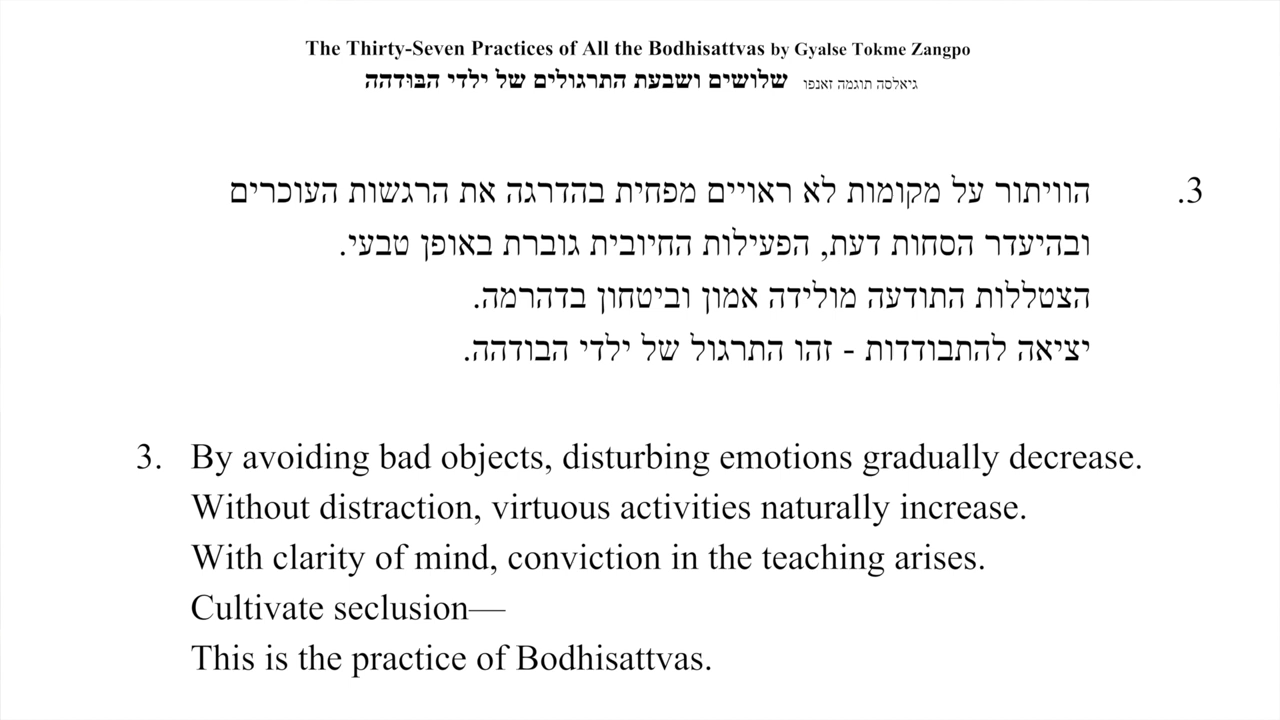 The Thirty-Seven Practices of All the Bodhisattvas by Gyalse Tokme Zangpo
שלושים ושבעת התרגולים של ילדי הבּוּדהה גיאלסה תוגמה זאנפו
3. הוויתור על מקומות לא ראויים מפחית בהדרגה את הרגשות העוכרים
ובהיעדר הסחות דעת, הפעילות החיובית גוברת באופן טבעי.
הצטללות התודעה מולידה אמון וביטחון בדהרמה.
יציאה להתבודדות - זהו התרגול של ילדי הבודהה.
3. By avoiding bad objects, disturbing emotions gradually decrease.
Without distraction, virtuous activities naturally increase.
With clarity of mind, conviction in the teaching arises.
Cultivate seclusion—
This is the practice of Bodhisattvas.